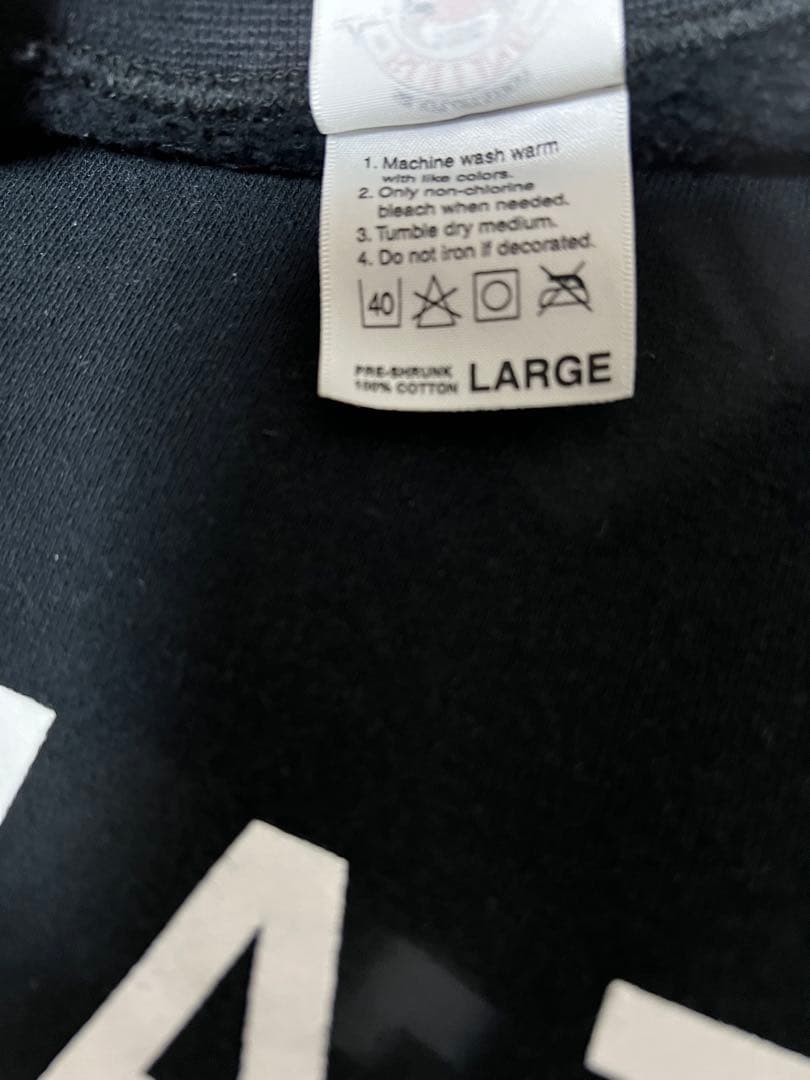 1. Machine wash warm
with like colors.
2. Only non-chlorine
bleach when needed.
3. Tumble dry medium.
4. Do not iron if decorated.
40
PRE-SHRUNK
100% COTTON LARGE